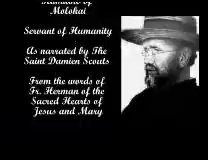 Molokai
Servant of Humanity
As narrated by The
Saint Damien Scouts
From the words of
Fr. Herman of the
Sacred Hearts of
Jesus and Mary